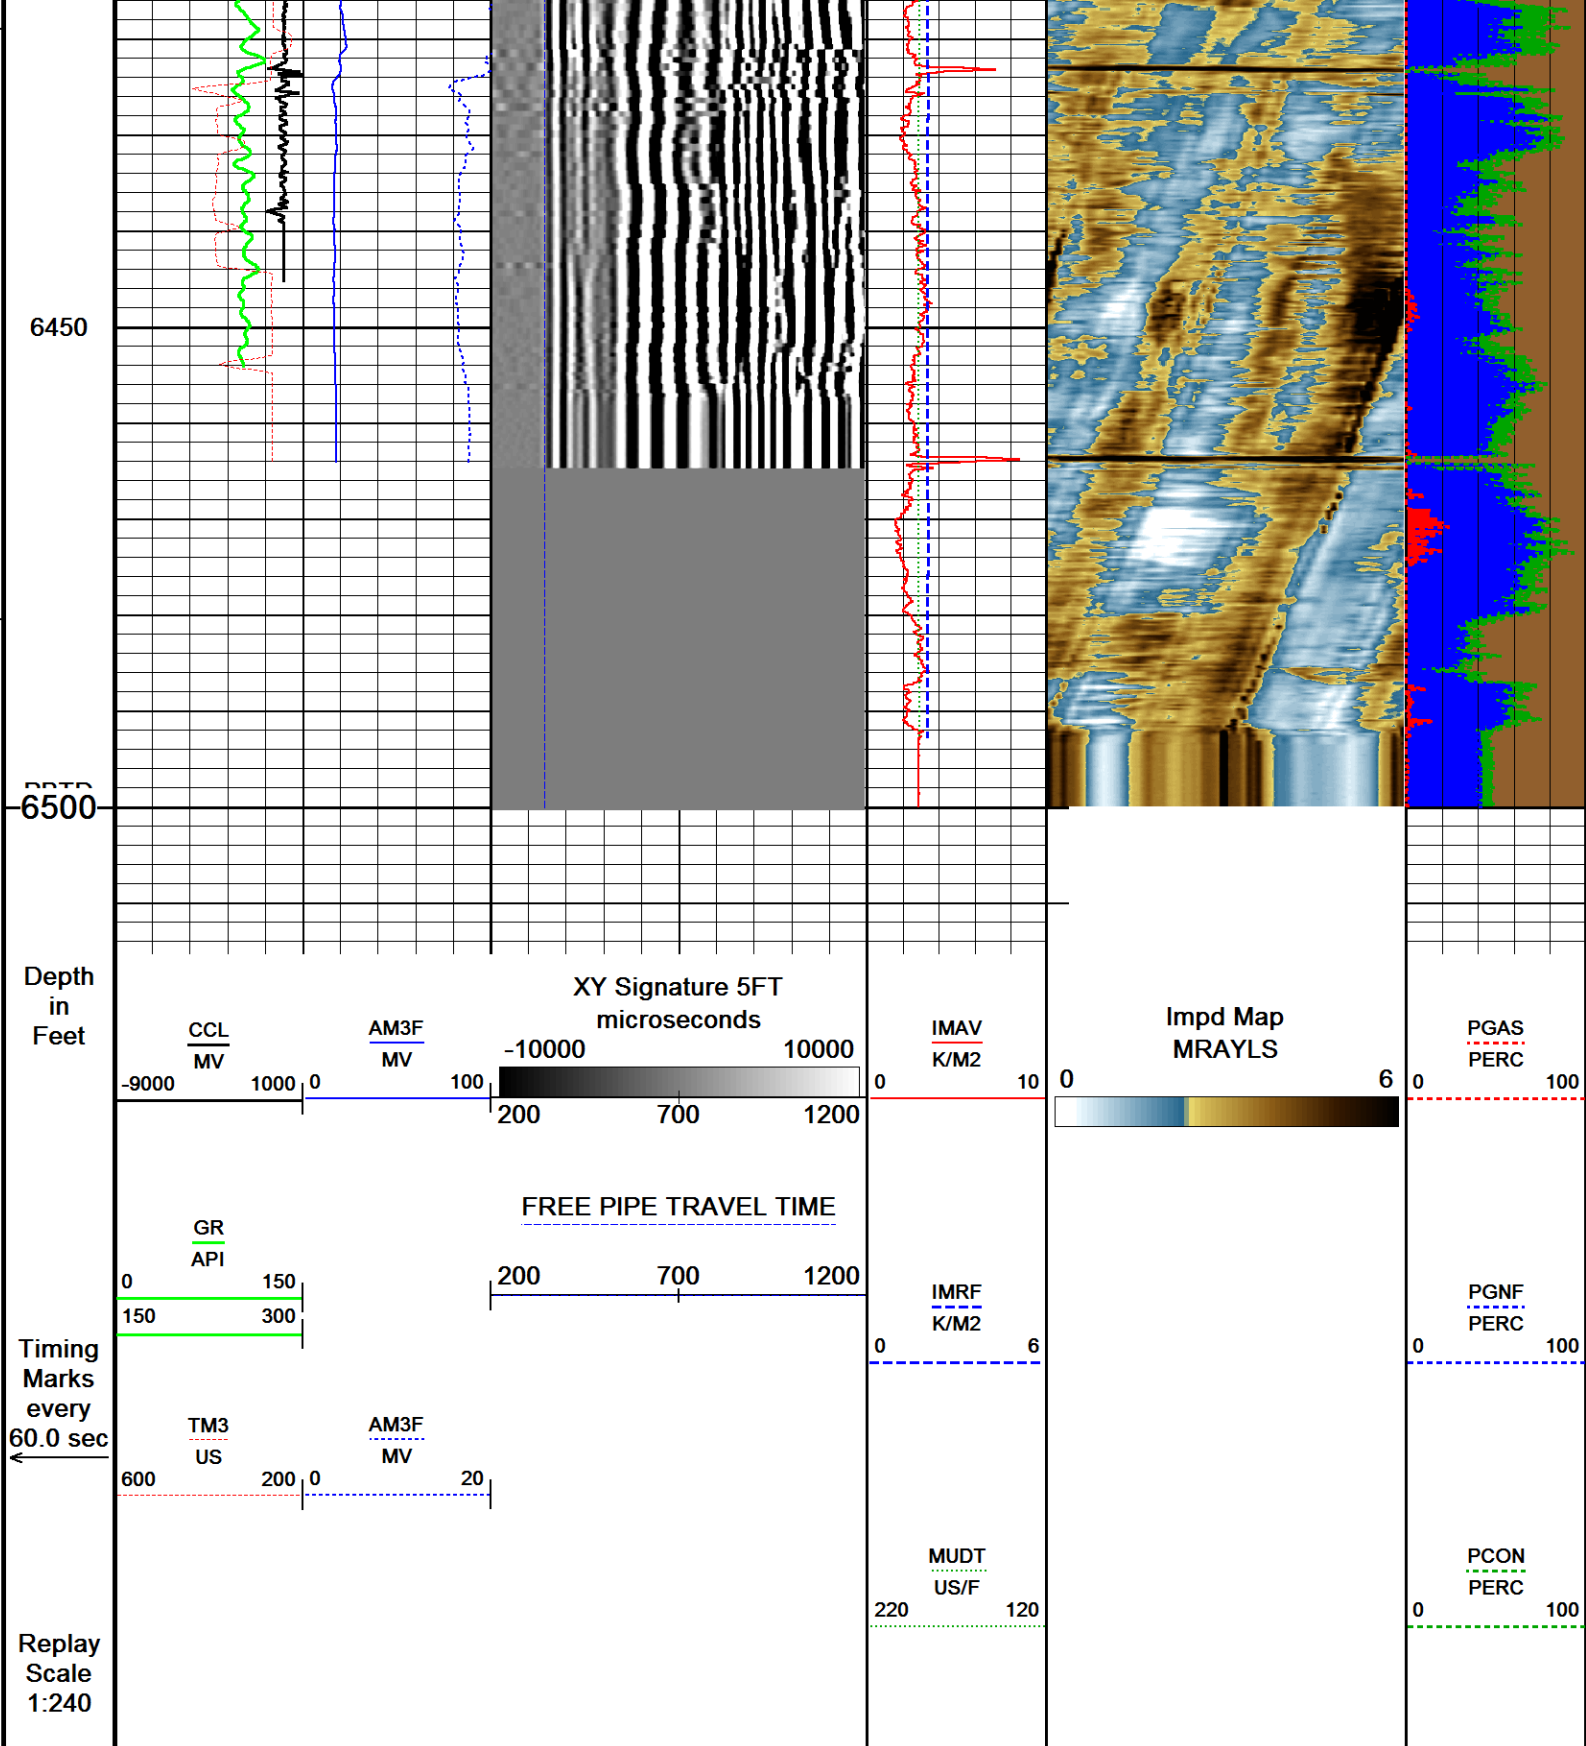 6450
6500
Depth
in
Feet
CCL
MV
-9000 1000
AM3F
MV
0 100
XY Signature 5FT
microseconds
-10000 10000
200 700 1200
IMAV
K/M2
0 10
Impd Map
MRAYLS
0 6
PGAS
PERC
0 100
GR
API
0 150
150 300
FREE PIPE TRAVEL TIME
200 700 1200
IMRF
K/M2
0 6
PGNF
PERC
0 100
Timing
Marks
every
60.0 sec
TM3
US
600 200
AM3F
MV
0 20
MUDT
US/F
220 120
PCON
PERC
0 100
Replay
Scale
1:240